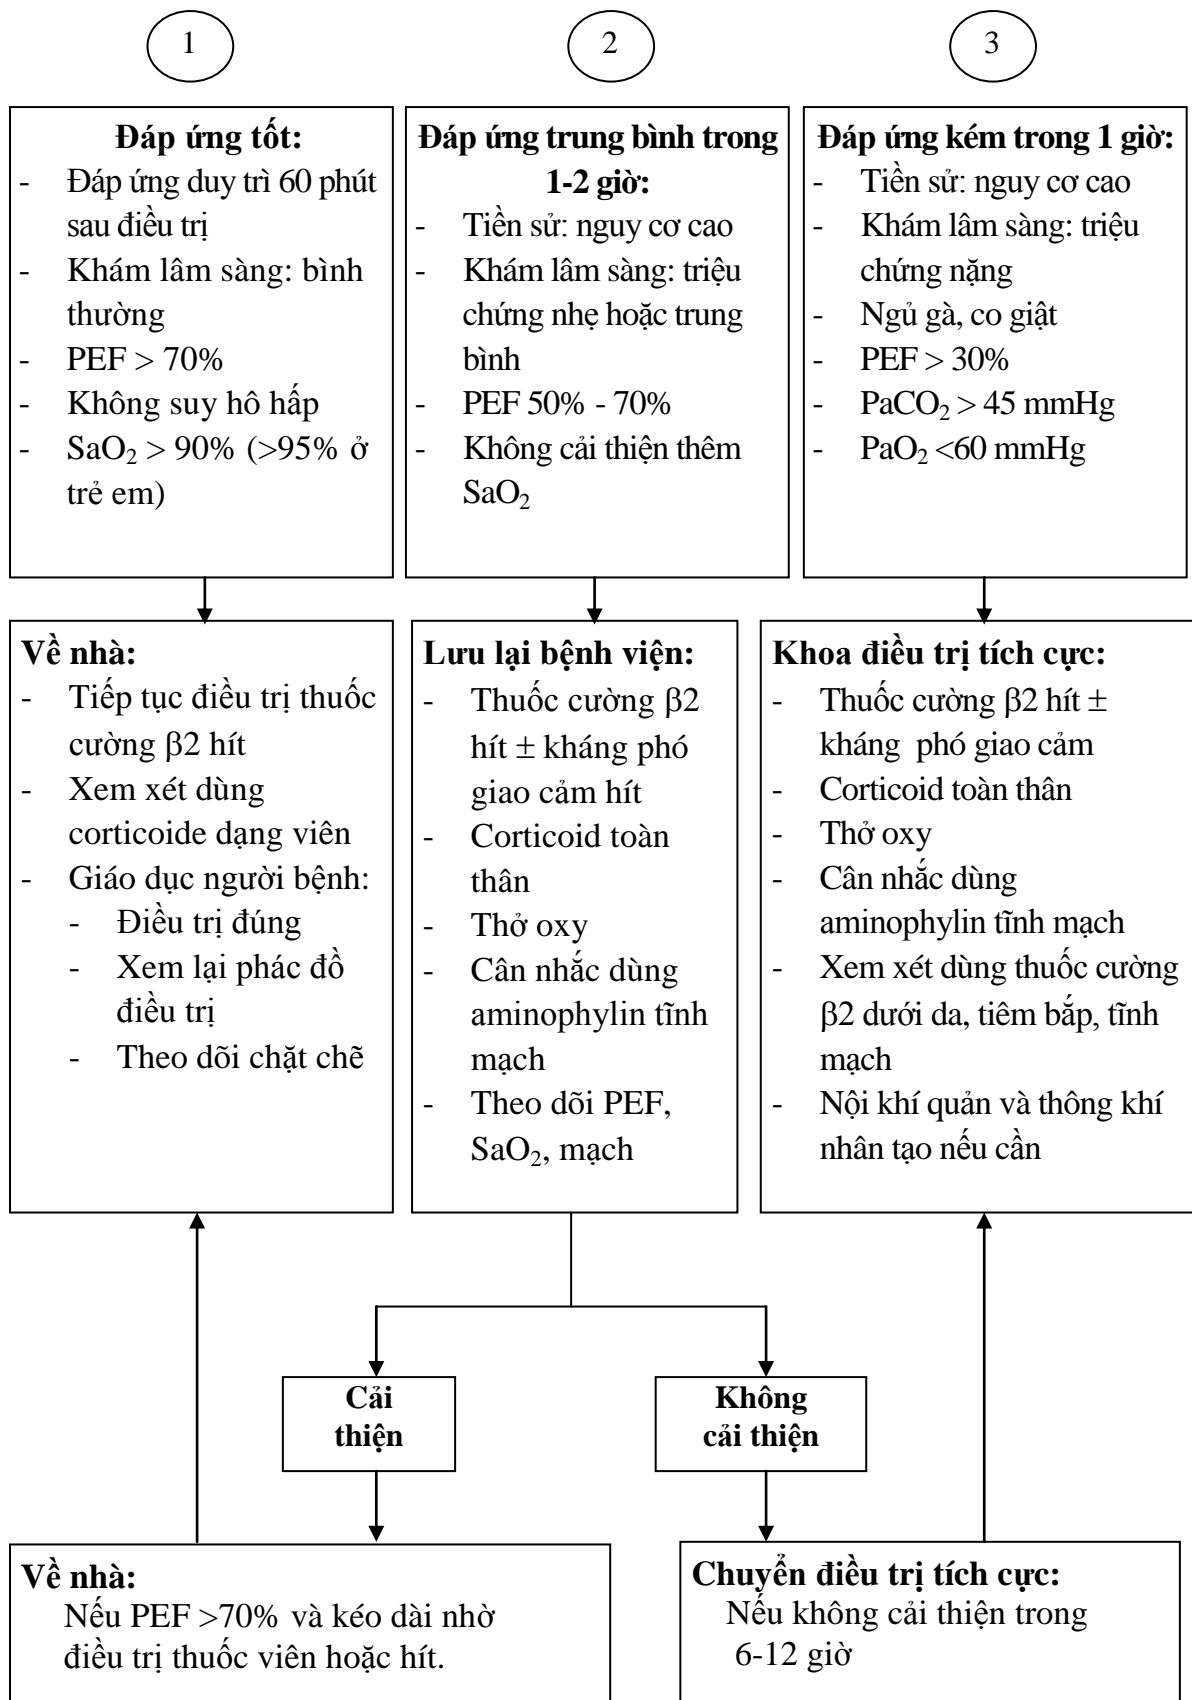 1
2
3
Đáp ứng tốt:
- Đáp ứng duy trì 60 phút
sau điều trị
- Khám lâm sàng: bình
thường
- PEF > 70%
- Không suy hô hấp
- SaO₂ > 90% (>95% ở
trẻ em)
Đáp ứng trung bình trong
1-2 giờ:
- Tiền sử: nguy cơ cao
- Khám lâm sàng: triệu
chứng nhẹ hoặc trung
bình
- PEF 50% - 70%
- Không cải thiện thêm
SaO₂
Đáp ứng kém trong 1 giờ:
- Tiền sử: nguy cơ cao
- Khám lâm sàng: triệu
chứng nặng
- Ngủ gà, co giật
- PEF > 30%
- PaCO₂ > 45 mmHg
- PaO₂ <60 mmHg
Về nhà:
- Tiếp tục điều trị thuốc
cường β2 hít
- Xem xét dùng
corticoide dạng viên
- Giáo dục người bệnh:
- Điều trị đúng
- Xem lại phác đồ
điều trị
- Theo dõi chặt chẽ
Lưu lại bệnh viện:
- Thuốc cường β2
hít ± kháng phó
giao cảm hít
- Corticoid toàn
thân
- Thở oxy
- Cân nhắc dùng
aminophylin tĩnh
mạch
- Theo dõi PEF,
SaO₂, mạch
Khoa điều trị tích cực:
- Thuốc cường β2 hít ±
kháng phó giao cảm
- Corticoid toàn thân
- Thở oxy
- Cân nhắc dùng
aminophylin tĩnh mạch
- Xem xét dùng thuốc cường
β2 dưới da, tiêm bắp, tĩnh
mạch
- Nội khí quản và thông khí
nhân tạo nếu cần
Cải
thiện
Không
cải thiện
Về nhà:
Nếu PEF >70% và kéo dài nhờ
điều trị thuốc viên hoặc hít.
Chuyển điều trị tích cực:
Nếu không cải thiện trong
6-12 giờ